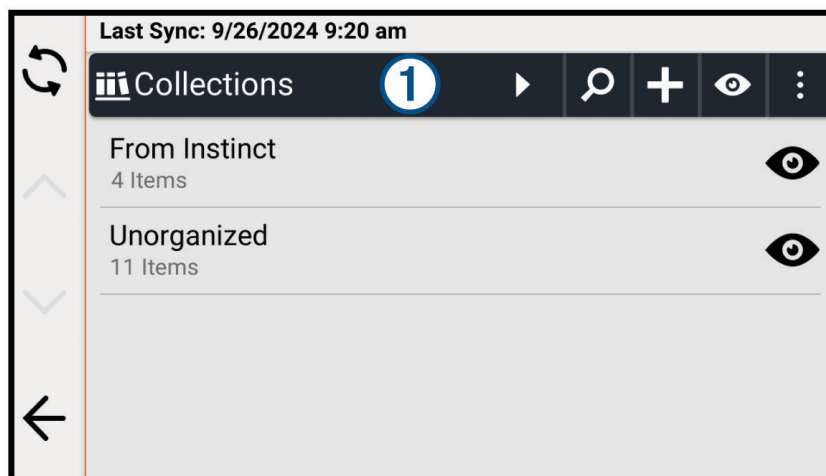 Last Sync: 9/26/2024 9:20 am
Collections 1
From Instinct
4 Items
Unorganized
11 Items